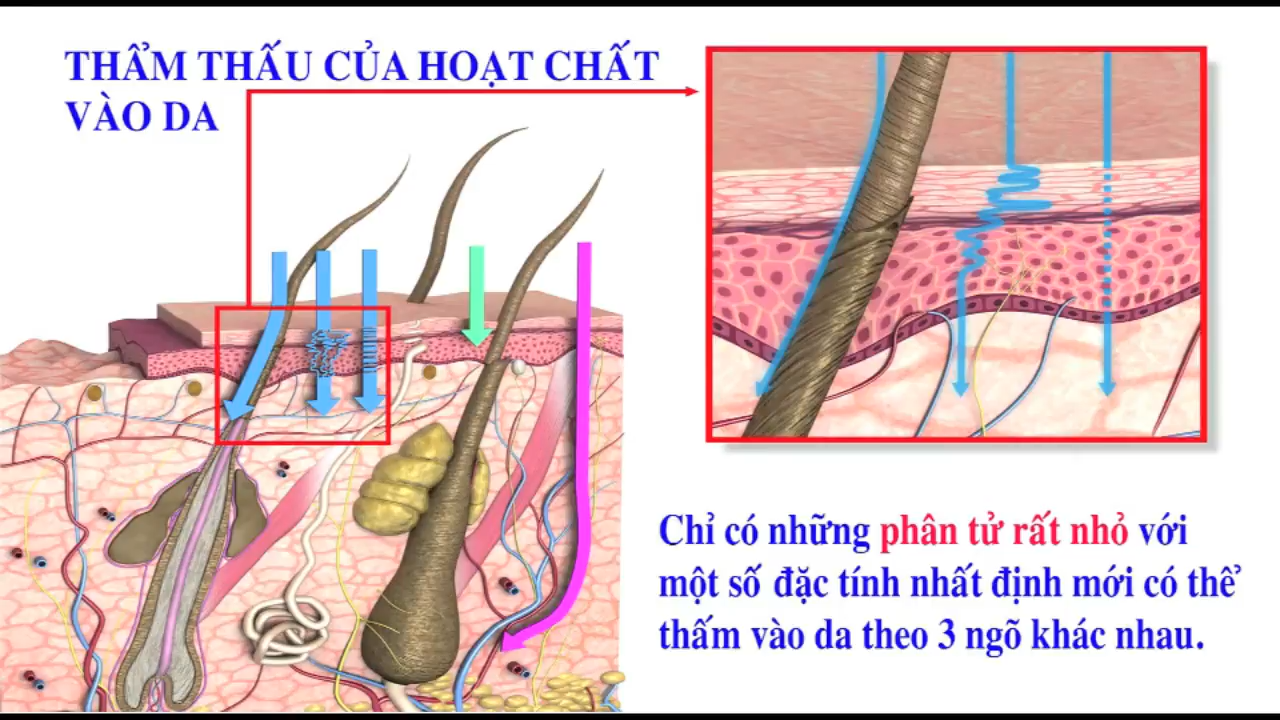 THẨM THẤU CỦA HOẠT CHẤT
VÀO DA
Chỉ có những phân tử rất nhỏ với
một số đặc tính nhất định mới có thể
thấm vào da theo 3 ngõ khác nhau.